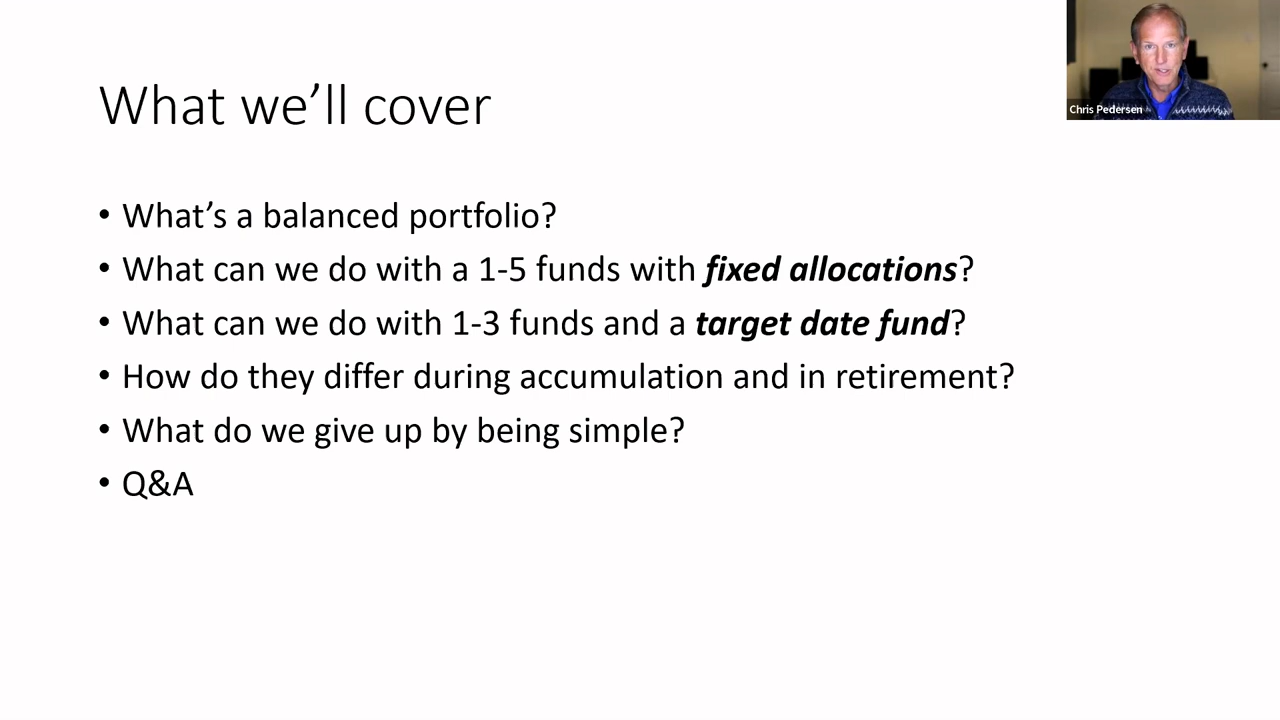 What we’ll cover
Chris Pedersen
• What’s a balanced portfolio?
• What can we do with a 1-5 funds with fixed allocations?
• What can we do with 1-3 funds and a target date fund?
• How do they differ during accumulation and in retirement?
• What do we give up by being simple?
• Q&A